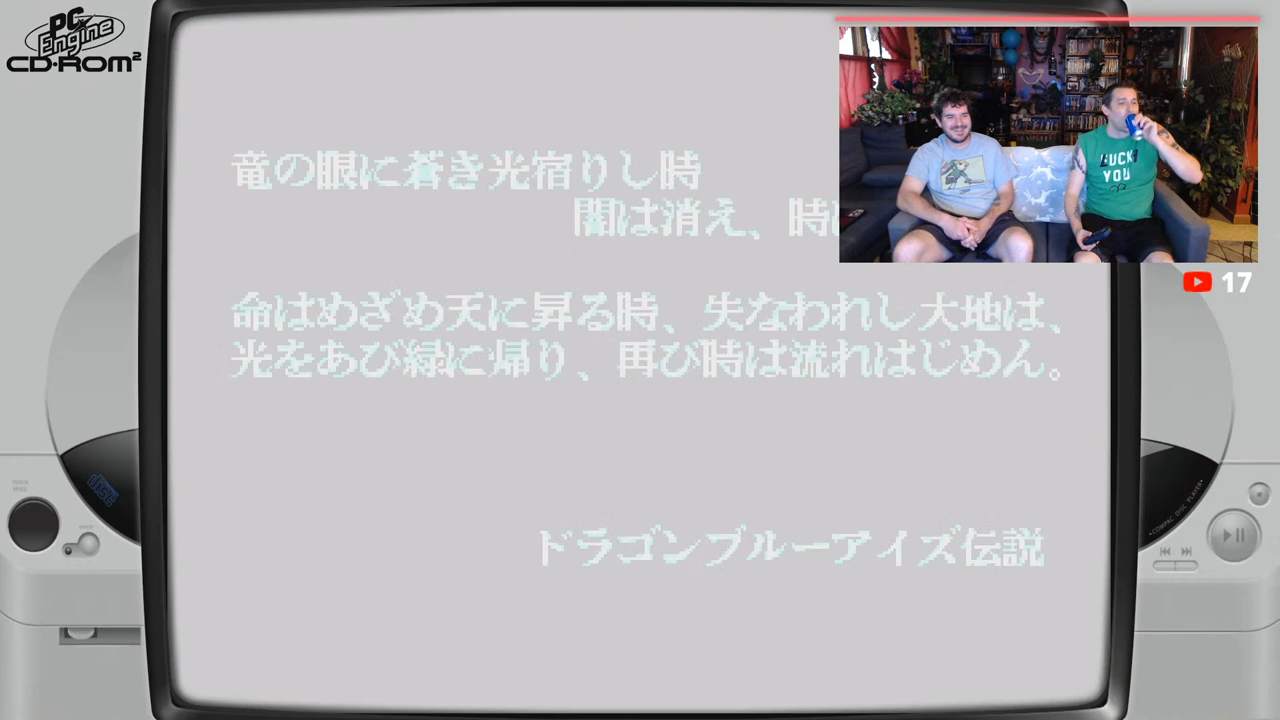 PC Engine
CD-ROM²
竜の眼に蒼き光宿りし時
闇は消え、時
命はめざめ天に昇る時、失なわれし大地は、
光をあび緑に帰り、再び時は流れはじめん。
ドラゴンブルーアイズ伝説
17
YOU
COMPACT DISC PLAYER